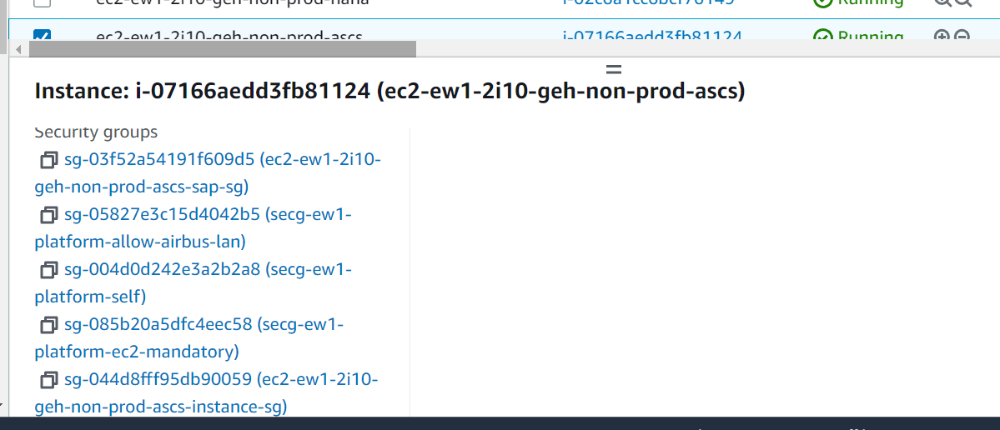 ec2-ew1-2i10-geh-non-prod-hana i-02c6a1cc6bcf76149 Running
ec2-ew1-2i10-geh-non-prod-ascs i-07166aedd3fb81124 Running
Instance: i-07166aedd3fb81124 (ec2-ew1-2i10-geh-non-prod-ascs)
Security groups
sg-03f52a54191f609d5 (ec2-ew1-2i10-
geh-non-prod-ascs-sap-sg)
sg-05827e3c15d4042b5 (secg-ew1-
platform-allow-airbus-lan)
sg-004d0d242e3a2b2a8 (secg-ew1-
platform-self)
sg-085b20a5dfc4eec58 (secg-ew1-
platform-ec2-mandatory)
sg-044d8fff95db90059 (ec2-ew1-2i10-
geh-non-prod-ascs-instance-sg)